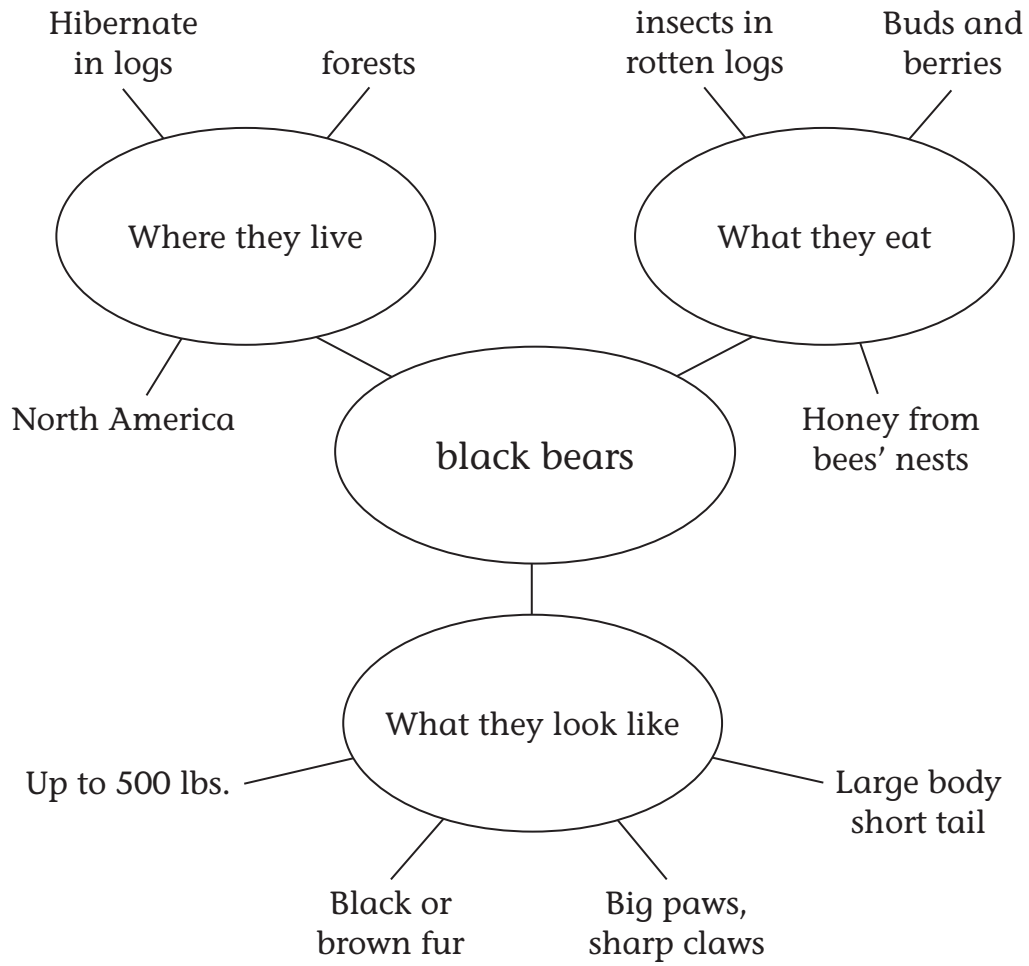 Hibernate
in logs
forests
insects in
rotten logs
Buds and
berries
Where they live
What they eat
North America
Honey from
bees’ nests
black bears
What they look like
Up to 500 lbs.
Large body
short tail
Black or
brown fur
Big paws,
sharp claws